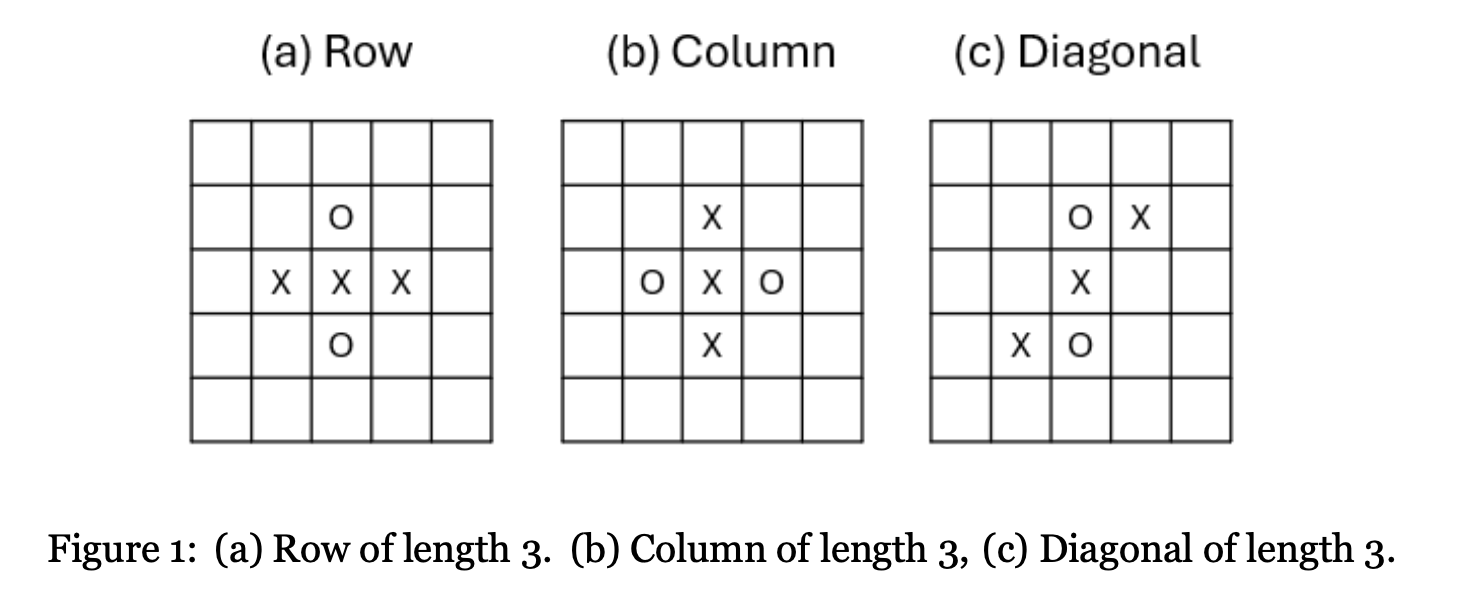 (a) Row (b) Column (c) Diagonal
O X O X
X X X O X O X
O X X O
Figure 1: (a) Row of length 3. (b) Column of length 3, (c) Diagonal of length 3.